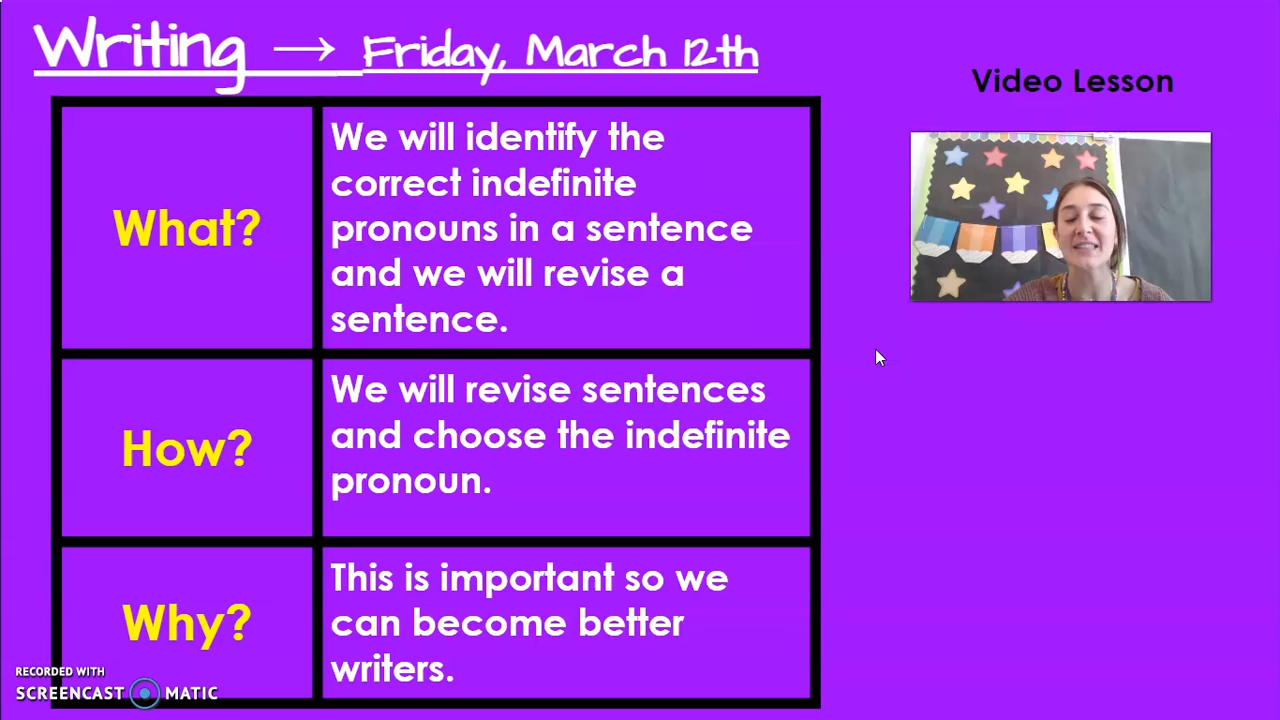 Writing → Friday, March 12th
Video Lesson
What?
We will identify the
correct indefinite
pronouns in a sentence
and we will revise a
sentence.
How?
We will revise sentences
and choose the indefinite
pronoun.
Why?
This is important so we
can become better
writers.
RECORDED WITH
SCREENCAST MATIC